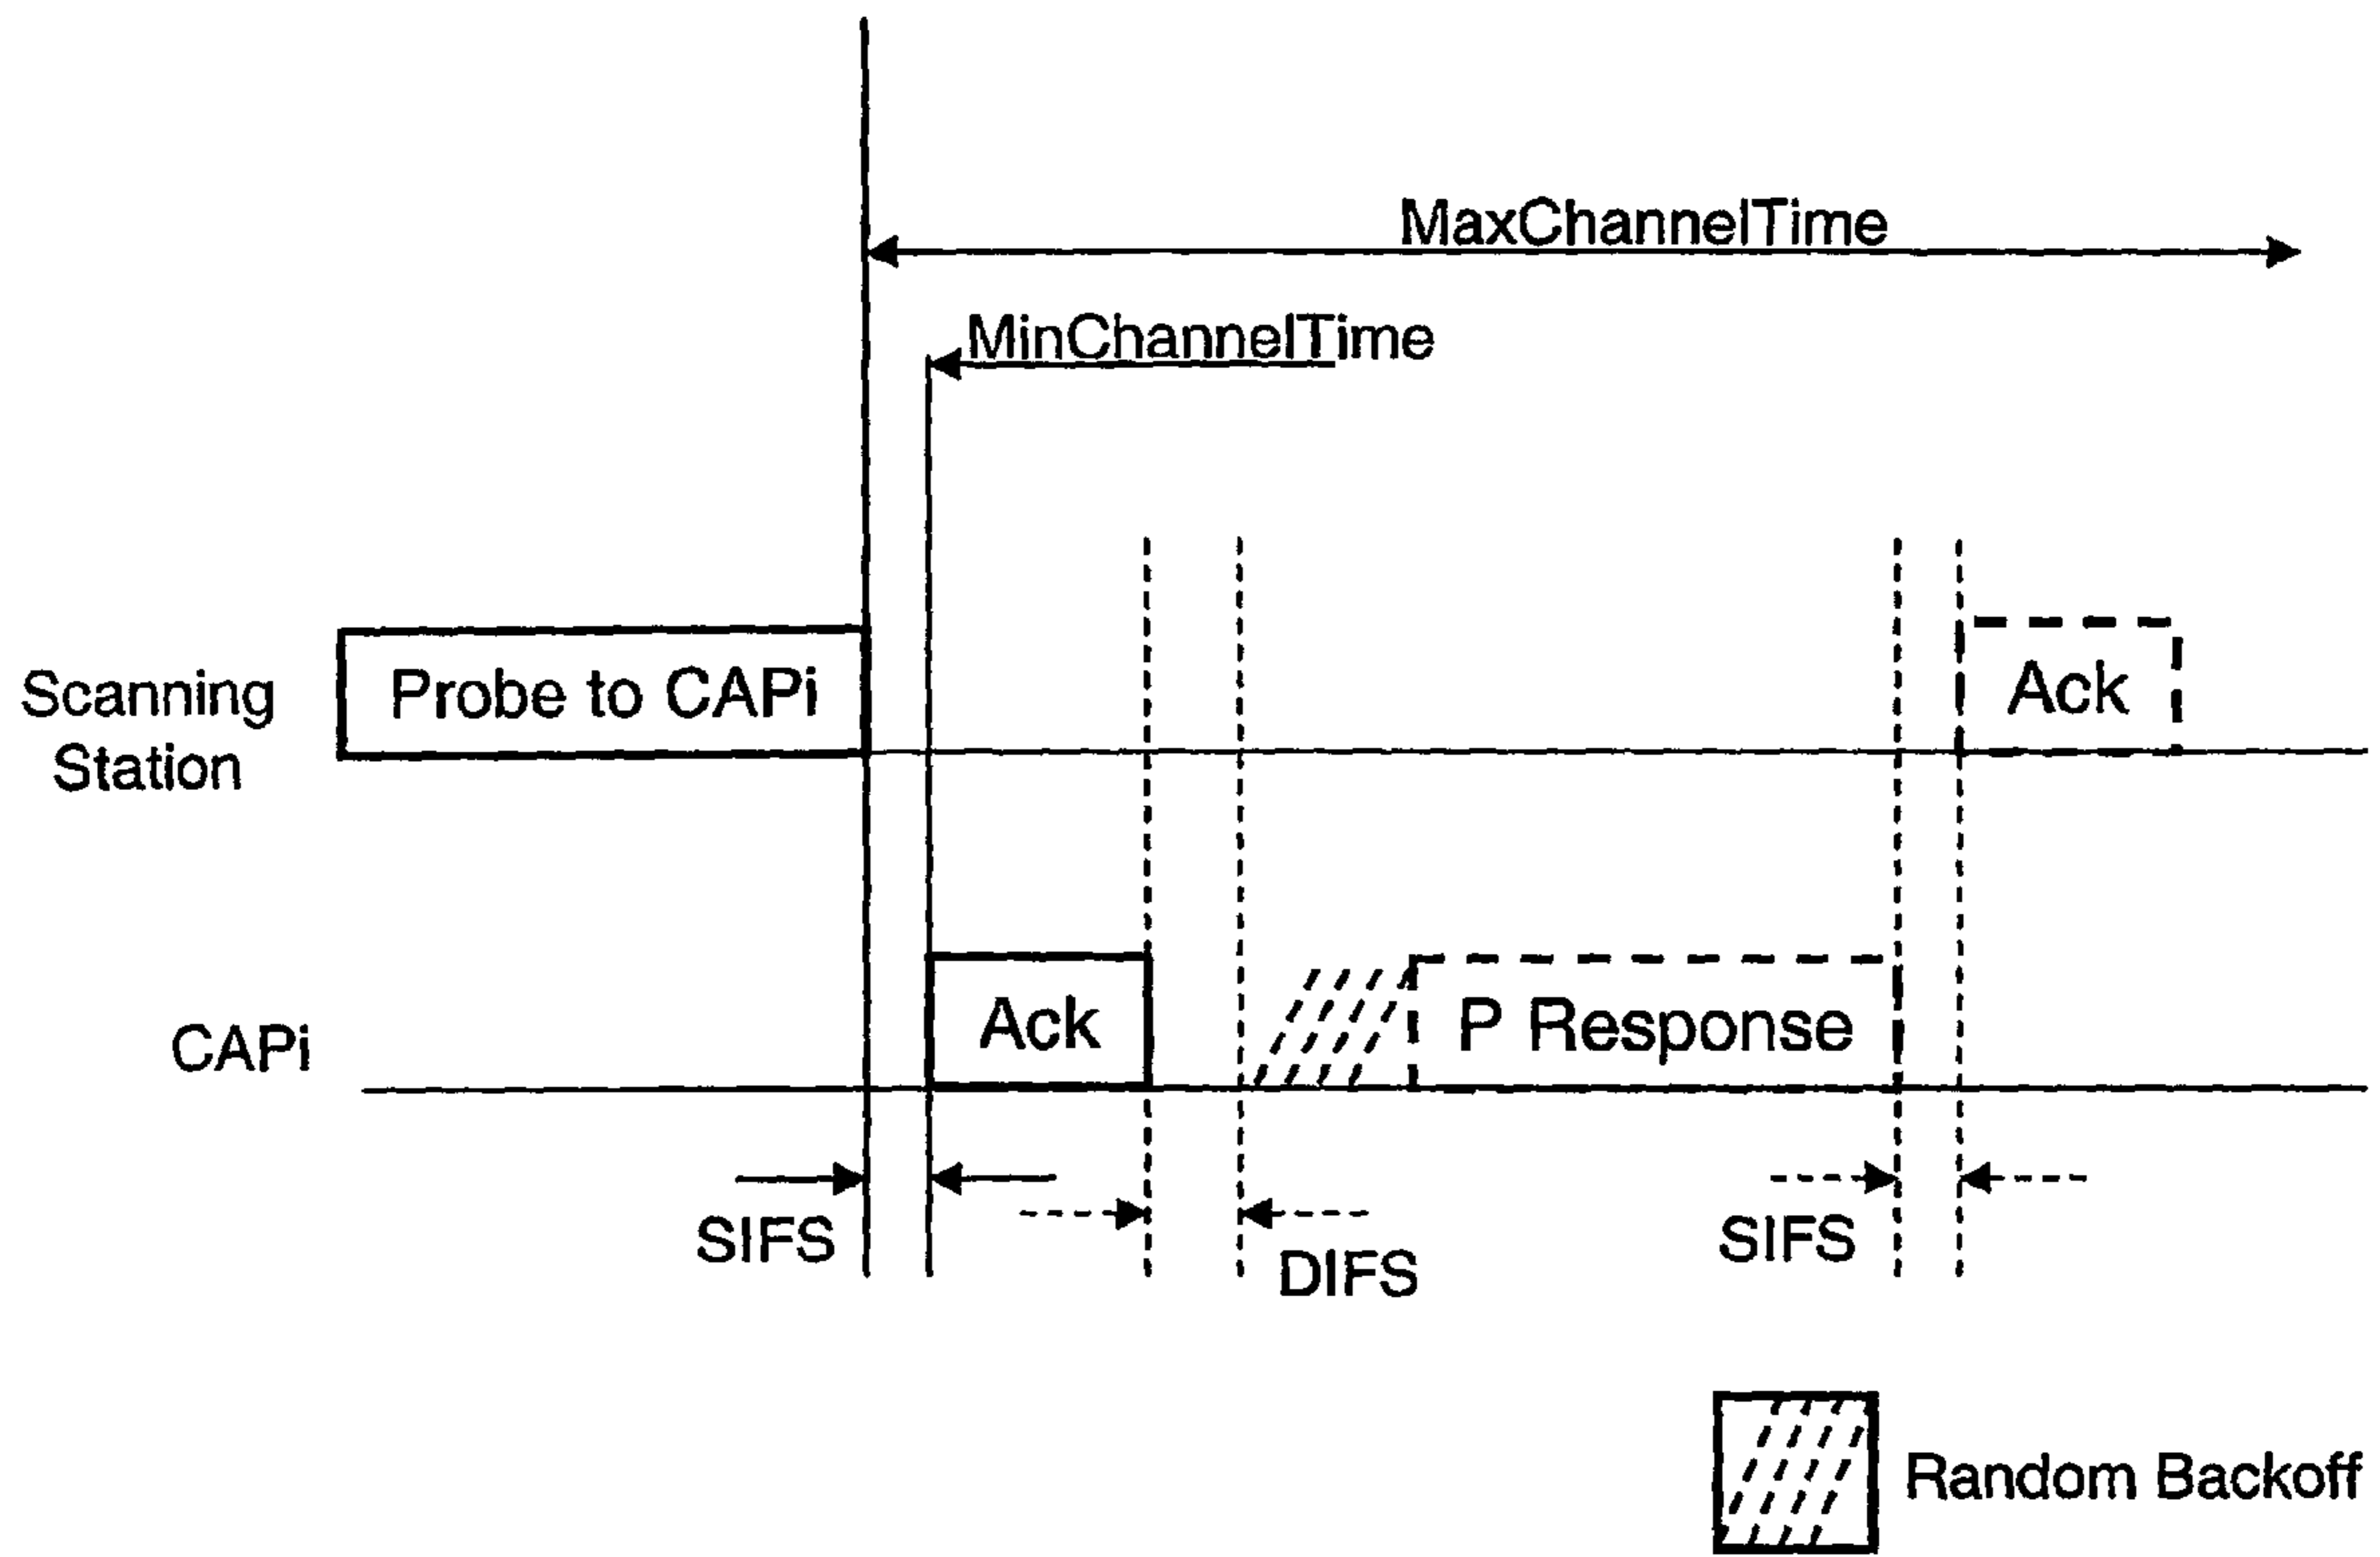 MaxChannelTime
MinChannelTime
Scanning
Station
Probe to CAPi
Ack
CAPi
Ack
P Response
SIFS
DIFS
SIFS
Random Backoff